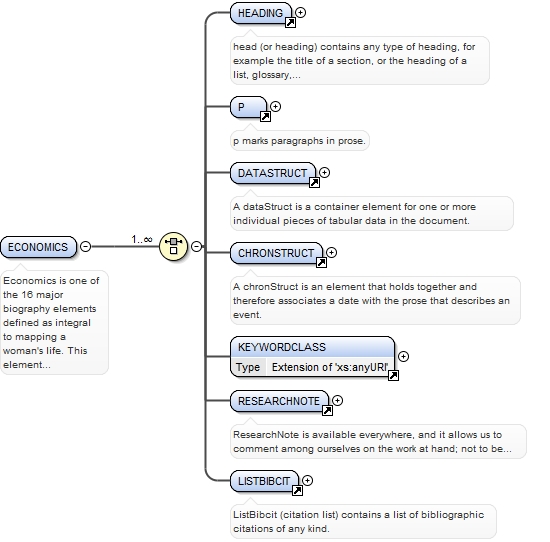 HEADING
head (or heading) contains any type of heading, for
example the title of a section, or the heading of a
list, glossary,...
P
p marks paragraphs in prose.
DATASTRUCT
A dataStruct is a container element for one or more
individual pieces of tabular data in the document.
ECONOMICS
1..∞
Economics is one of
the 16 major
biography elements
defined as integral
to mapping a
woman's life. This
element...
CHRONSTRUCT
A chronStruct is an element that holds together and
therefore associates a date with the prose that describes an
event.
KEYWORDCLASS
Type Extension of 'xs:anyURI'
RESEARCHNOTE
ResearchNote is available everywhere, and it allows us to
comment among ourselves on the work at hand; not to be...
LISTBIBCIT
ListBibcit (citation list) contains a list of bibliographic
citations of any kind.